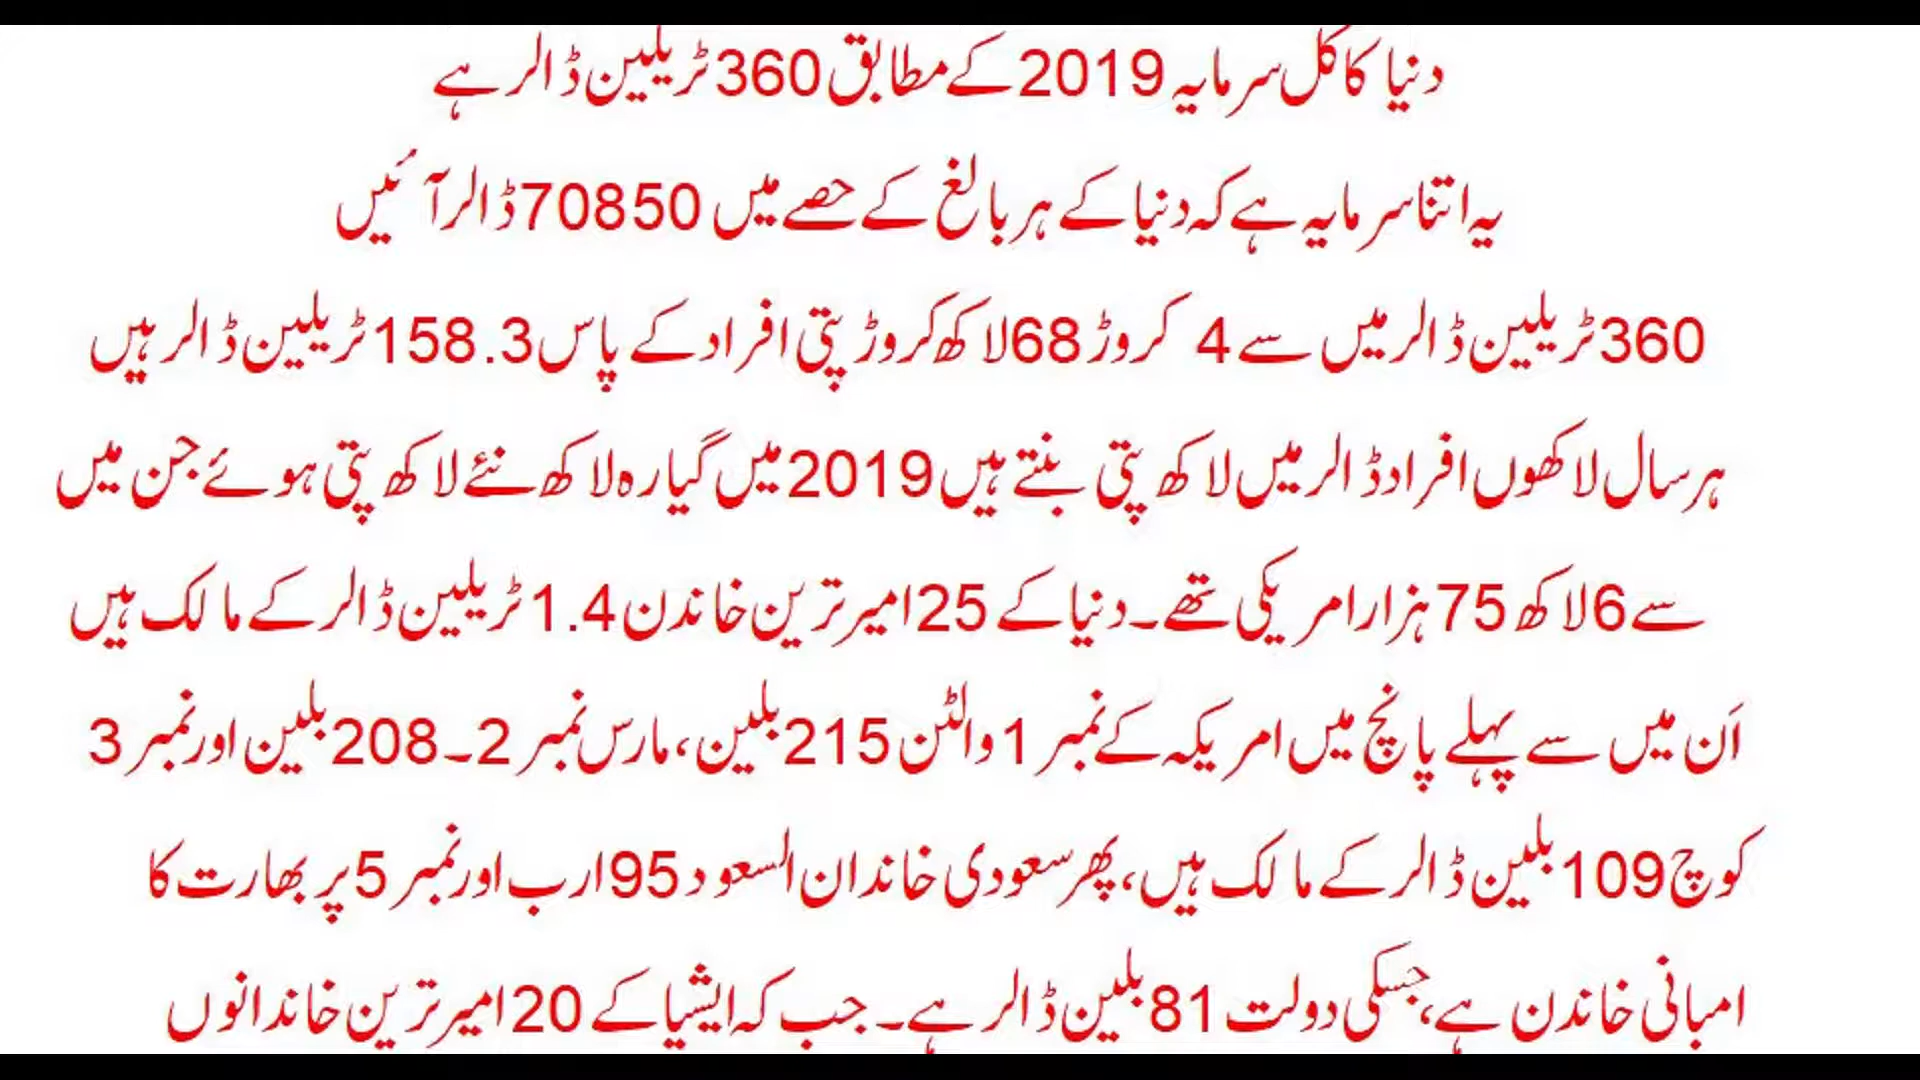 دنیا کا کُل سرمایہ 2019 کے مطابق 360 ٹریلین ڈالر ہے
یہ اتنا سرمایہ ہے کہ دنیا کے ہر بالغ کے حصے میں 70850 ڈالر آئیں
360 ٹریلین ڈالر میں سے 4 کروڑ 68 لاکھ کروڑ پتی افراد کے پاس 158.3 ٹریلین ڈالر ہیں
ہر سال لاکھوں افراد ڈالر میں لاکھ پتی بنتے ہیں 2019 میں گیارہ لاکھ نئے لاکھ پتی ہوئے جن میں
سے 6 لاکھ 75 ہزار امریکی تھے۔ دنیا کے 25 امیر ترین خاندن 1.4 ٹریلین ڈالر کے مالک ہیں
اَن میں سے پہلے پانچ میں امریکہ کے نمبر 1 والٹن 215 بلین، مارس نمبر 2۔ 208 بلین اور نمبر 3
کوچ 109 بلین ڈالر کے مالک ہیں، پھر سعودی خاندان السعود 95 ارب اور نمبر 5 پر بھارت کا
امبانی خاندن ہے، جسکی دولت 81 بلین ڈالر ہے۔ جب کہ ایشیا کے 20 امیر ترین خاندانوں